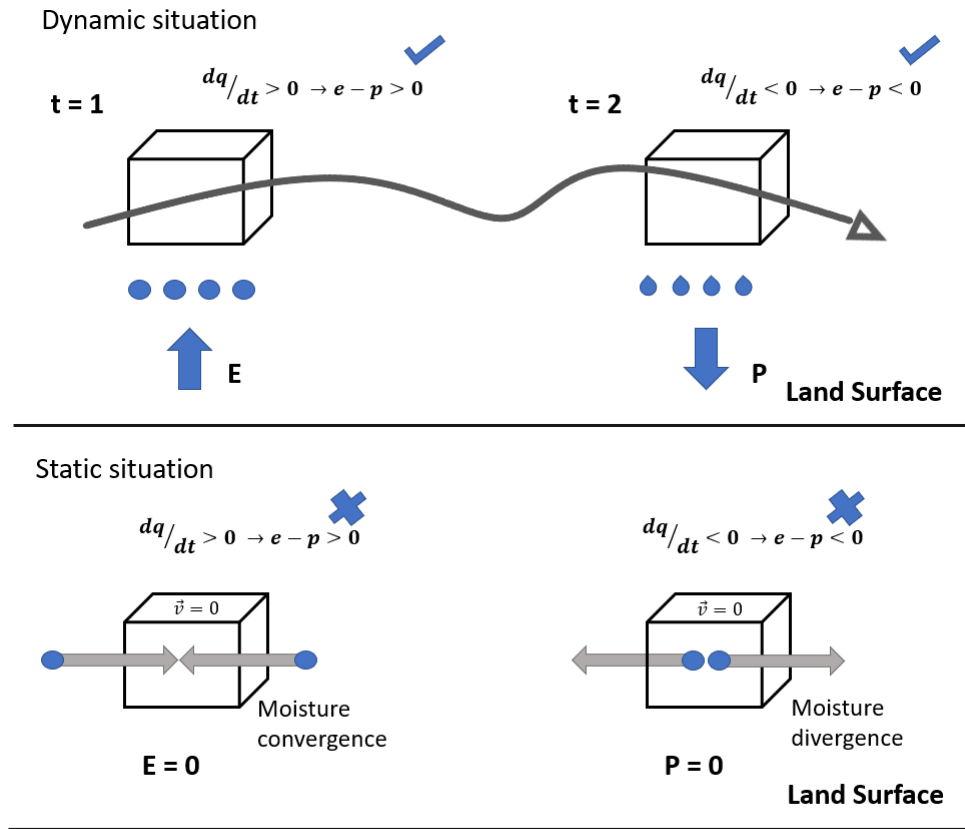 Dynamic situation
dq/dt > 0 → e − p > 0
dq/dt < 0 → e − p < 0
t = 1
t = 2
E
P
Land Surface
Static situation
dq/dt > 0 → e − p > 0
dq/dt < 0 → e − p < 0
v⃗ = 0
v⃗ = 0
Moisture
convergence
Moisture
divergence
E = 0
P = 0
Land Surface